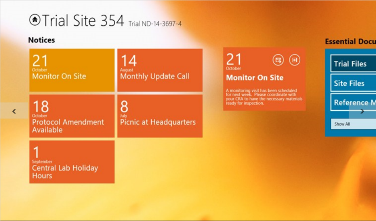 Trial Site 354 Trial ND-14-3697-4
Notices
21
October
Monitor On Site
14
August
Monthly Update Call
18
October
Protocol Amendment
Available
8
July
Picnic at Headquarters
1
September
Central Lab Holiday
Hours
21
October
Monitor On Site
A monitoring visit has been scheduled
for next week. Please coordinate with
your CRA to have the necessary materials
ready for inspection.
Essential Docu
Trial Files
Site Files
Reference M
Show All